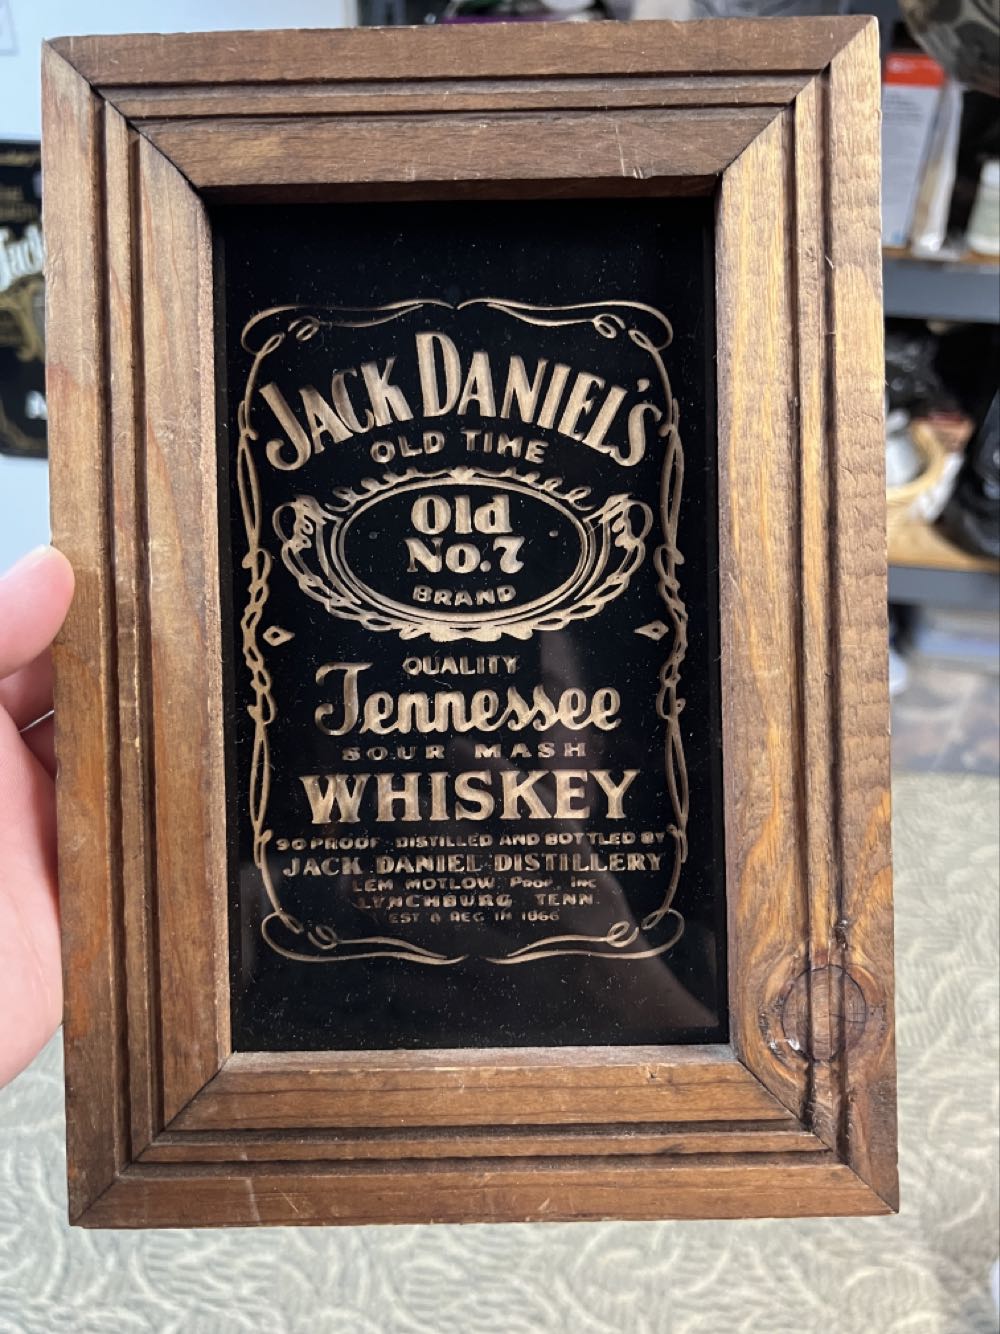 JACK DANIEL'S
OLD TIME
Old
No.7
BRAND
QUALITY
Tennessee
SOUR MASH
WHISKEY
90 PROOF DISTILLED AND BOTTLED BY
JACK DANIEL DISTILLERY
LEM MOTLOW Prop., Inc
LYNCHBURG TENN.
EST & REG IN 1866
Jack